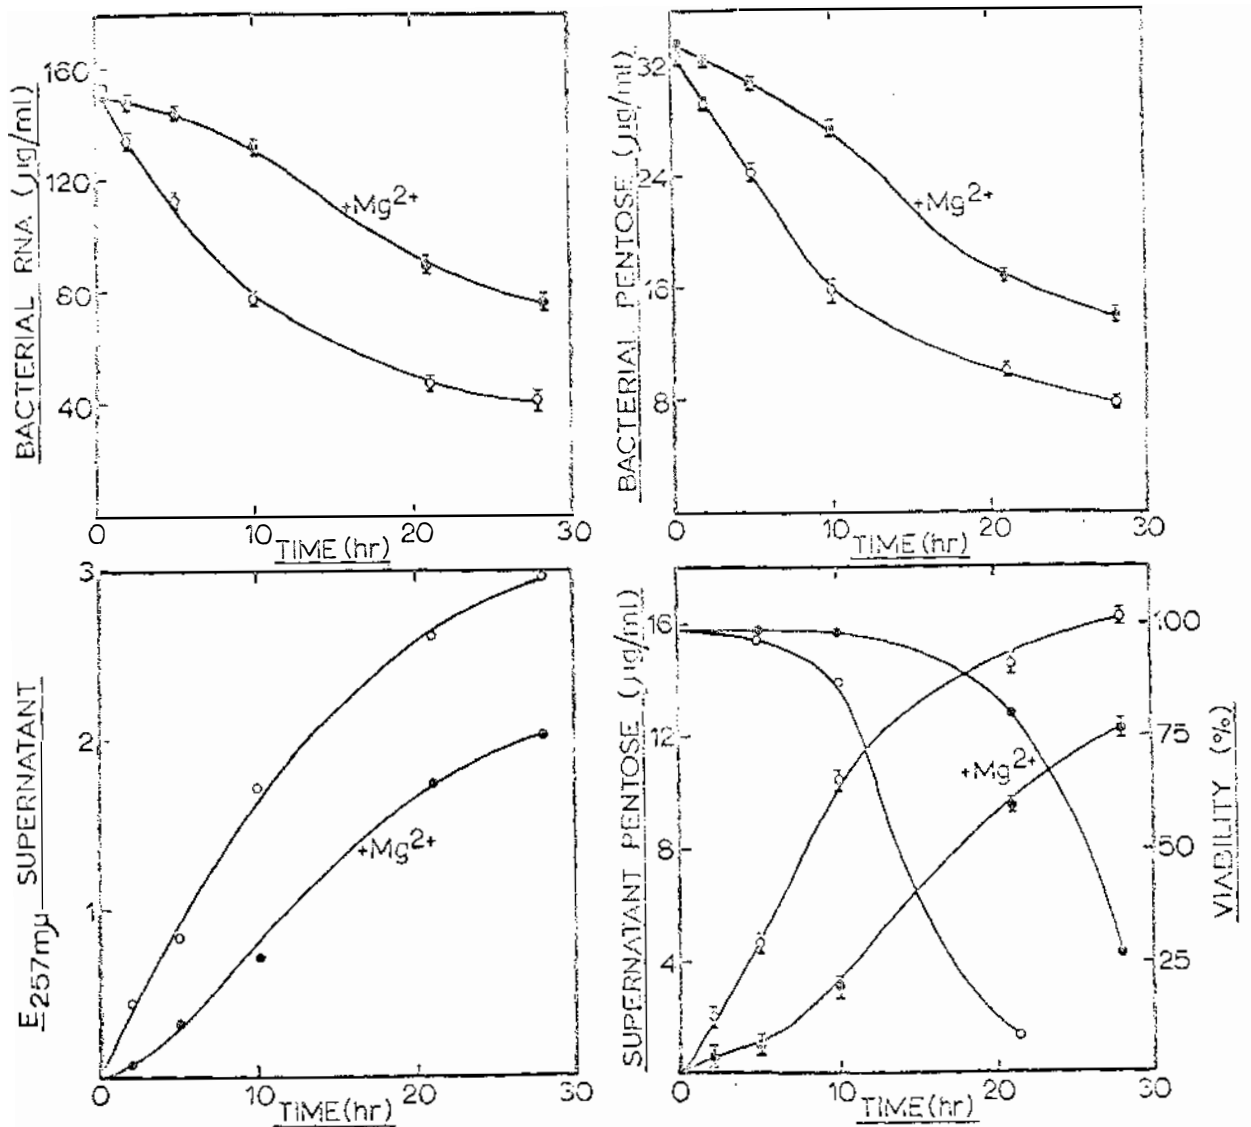 BACTERIAL RNA (µg/ml)
160
120
80
40
+Mg2+
0
10
20
30
TIME(hr)
BACTERIAL PENTOSE (µg/ml)
32
24
16
8
+Mg2+
0
10
20
30
TIME(hr)
E257mµ SUPERNATANT
3
2
1
+Mg2+
0
10
20
30
TIME(hr)
SUPERNATANT PENTOSE (µg/ml)
16
12
8
4
+Mg2+
0
10
20
30
TIME(hr)
100
75
50
25
00
VIABILITY (%)